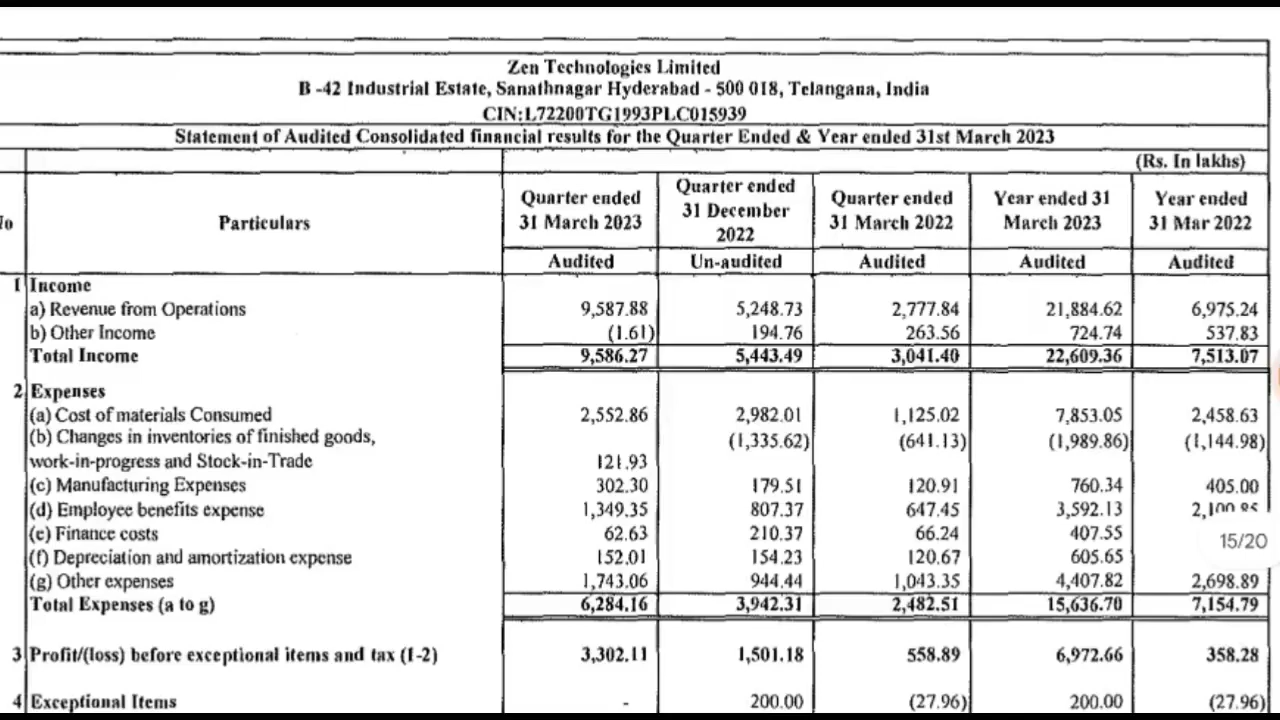 Zen Technologies Limited
B -42 Industrial Estate, Sanathnagar Hyderabad - 500 018, Telangana, India
CIN:L72200TG1993PLC015939
Statement of Audited Consolidated financial results for the Quarter Ended & Year ended 31st March 2023
(Rs. In lakhs)
No Particulars Quarter ended 31 March 2023 Quarter ended 31 December 2022 Quarter ended 31 March 2022 Year ended 31 March 2023 Year ended 31 Mar 2022
Audited Un-audited Audited Audited Audited
1 Income
a) Revenue from Operations 9,587.88 5,248.73 2,777.84 21,884.62 6,975.24
b) Other Income (1.61) 194.76 263.56 724.74 537.83
Total Income 9,586.27 5,443.49 3,041.40 22,609.36 7,513.07
2 Expenses
(a) Cost of materials Consumed 2,552.86 2,982.01 1,125.02 7,853.05 2,458.63
(b) Changes in inventories of finished goods, (1,335.62) (641.13) (1,989.86) (1,144.98)
work-in-progress and Stock-in-Trade 121.93
(c) Manufacturing Expenses 302.30 179.51 120.91 760.34 405.00
(d) Employee benefits expense 1,349.35 807.37 647.45 3,592.13
(e) Finance costs 62.63 210.37 66.24 407.55
15/20
(f) Depreciation and amortization expense 152.01 154.23 120.67 605.65
(g) Other expenses 1,743.06 944.44 1,043.35 4,407.82 2,698.89
Total Expenses (a to g) 6,284.16 3,942.31 2,482.51 15,636.70 7,154.79
3 Profit/(loss) before exceptional items and tax (1-2) 3,302.11 1,501.18 558.89 6,972.66 358.28
4 Exceptional Items - 200.00 (27.96) 200.00 (27.96)